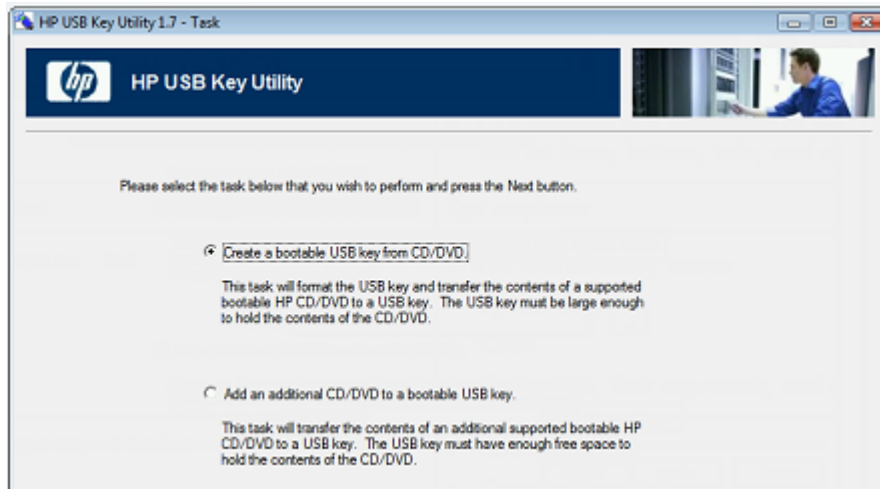 HP USB Key Utility 1.7 - Task
hp
HP USB Key Utility
Please select the task below that you wish to perform and press the Next button.
Create a bootable USB key from CD/DVD.
This task will format the USB key and transfer the contents of a supported
bootable HP CD/DVD to a USB key. The USB key must be large enough
to hold the contents of the CD/DVD.
Add an additional CD/DVD to a bootable USB key.
This task will transfer the contents of an additional supported bootable HP
CD/DVD to a USB key. The USB key must have enough free space to
hold the contents of the CD/DVD.